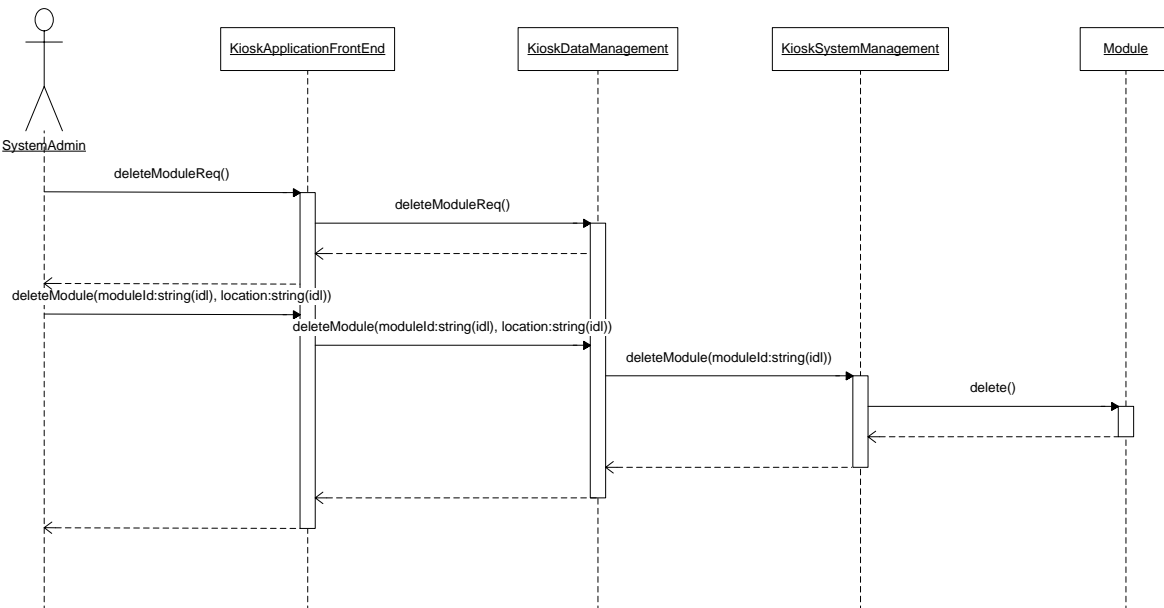 KioskApplicationFrontEnd
KioskDataManagement
KioskSystemManagement
Module
SystemAdmin
deleteModuleReq()
deleteModuleReq()
deleteModule(moduleId:string(idl), location:string(idl))
deleteModule(moduleId:string(idl), location:string(idl))
deleteModule(moduleId:string(idl))
delete()